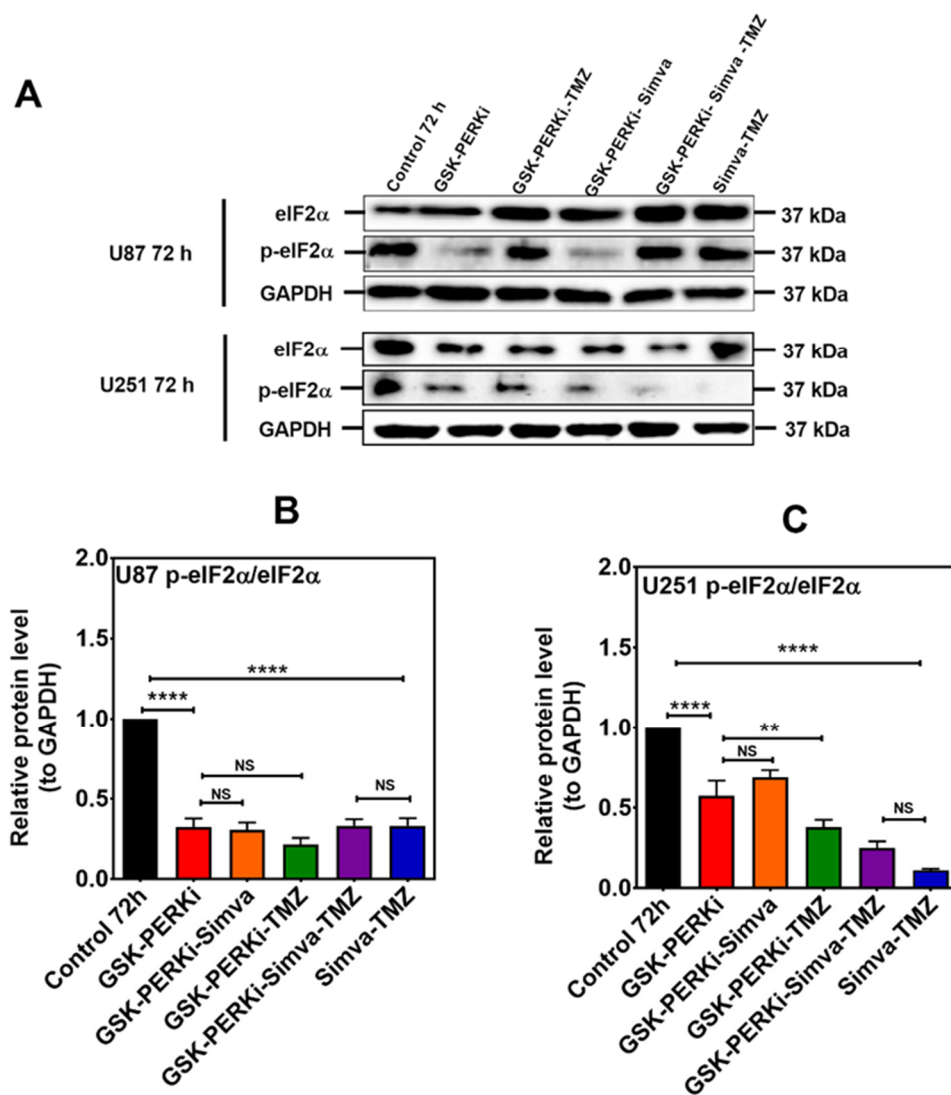 A
Control 72 h
GSK-PERKi
GSK-PERKi.-TMZ
GSK-PERKi- Simva
GSK-PERKi- Simva -TMZ
Simva-TMZ
U87 72 h
eIF2α
37 kDa
p-eIF2α
37 kDa
GAPDH
37 kDa
U251 72 h
eIF2α
37 kDa
p-eIF2α
37 kDa
GAPDH
37 kDa
B
U87 p-eIF2α/eIF2α
Relative protein level
(to GAPDH)
2.0
1.5
1.0
0.5
0.0
****
****
NS
NS
NS
Control 72h
GSK-PERKi
GSK-PERKi-Simva
GSK-PERKi-TMZ
GSK-PERKi-Simva-TMZ
Simva-TMZ
C
U251 p-eIF2α/eIF2α
Relative protein level
(to GAPDH)
2.0
1.5
1.0
0.5
0.0
****
****
**
NS
NS
Control 72h
GSK-PERKi
GSK-PERKi-Simva
GSK-PERKi-TMZ
GSK-PERKi-Simva-TMZ
Simva-TMZ